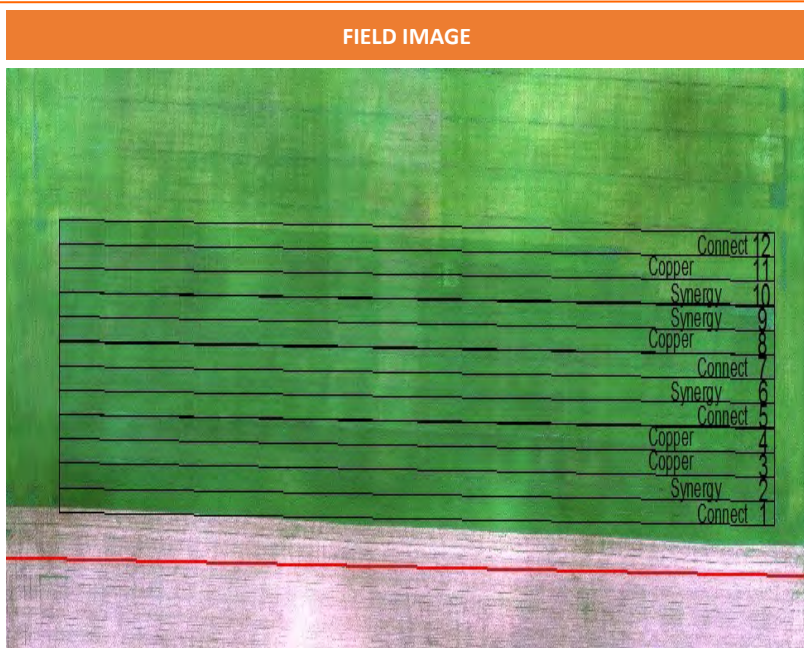 FIELD IMAGE
Connect 12
Copper 11
Synergy 10
Synergy 9
Copper 8
Connect 7
Synergy 6
Connect 5
Copper 4
Copper 3
Synergy 2
Connect 1